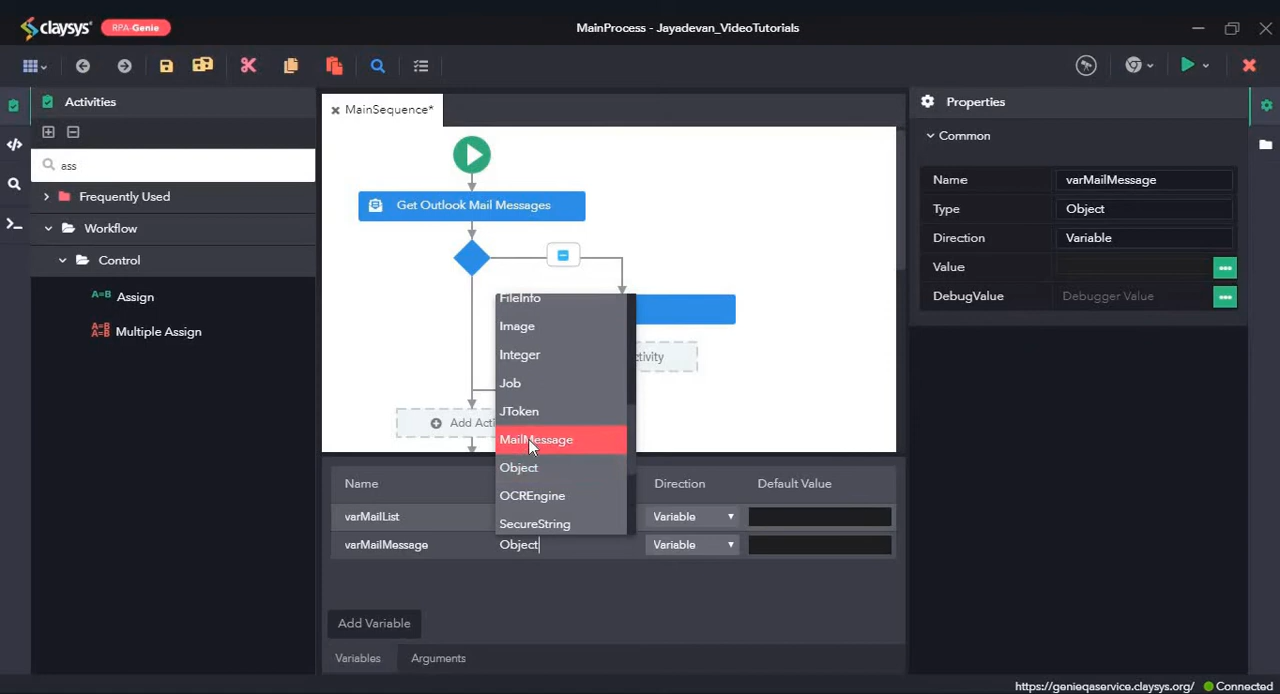 claysys RPA-Genie MainProcess - Jayadevan_VideoTutorials
Activities
MainSequence*
Properties
Common
ass
Frequently Used
Workflow
Control
Assign
Multiple Assign
Get Outlook Mail Messages
Name varMailMessage
Type Object
Direction Variable
Value
DebugValue Debugger Value
FileInfo
Image
Integer
Job
JToken
MailMessage
Object
OCREngine
SecureString
tivity
Add Acti
Name Direction Default Value
varMailList Variable
varMailMessage Object Variable
Add Variable
Variables Arguments
https://genieqaservice.claysys.org/ Connected